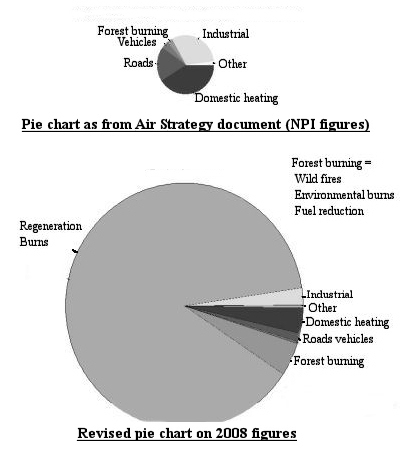 Forest burning
Industrial
Vehicles
Roads
Other
Domestic heating
Pie chart as from Air Strategy document (NPI figures)
Forest burning =
Wild fires
Environmental burns
Fuel reduction
Regeneration
Burns
Industrial
Other
Domestic heating
Roads vehicles
Forest burning
Revised pie chart on 2008 figures